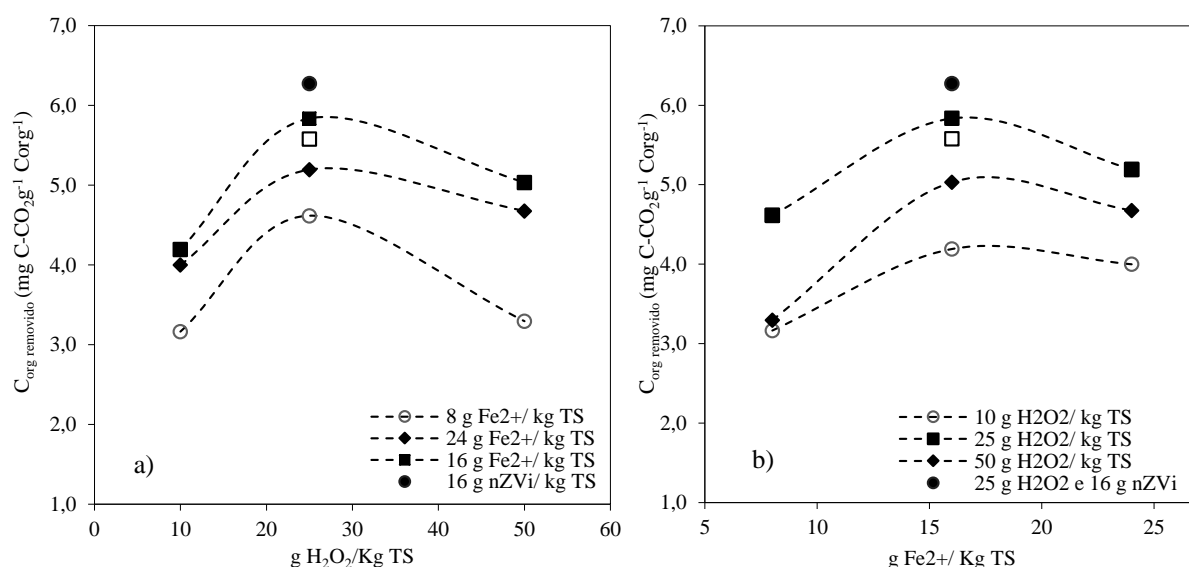 C_org removido (mg C-CO₂g⁻¹ Corg⁻¹)
7,0
6,0
5,0
4,0
3,0
2,0
1,0
8 g Fe2+/ kg TS
24 g Fe2+/ kg TS
16 g Fe2+/ kg TS
16 g nZVi/ kg TS
a)
0 10 20 30 40 50 60
g H₂O₂/Kg TS
C_org removido (mg C-CO₂g⁻¹ Corg⁻¹)
7,0
6,0
5,0
4,0
3,0
2,0
1,0
10 g H2O2/ kg TS
25 g H2O2/ kg TS
50 g H2O2/ kg TS
25 g H2O2 e 16 g nZVi
b)
5 10 15 20 25
g Fe2+/ Kg TS